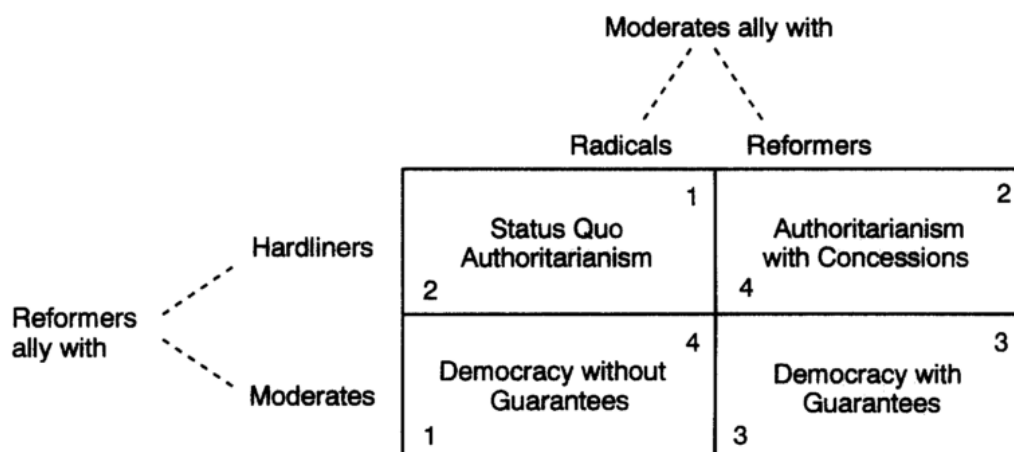 Moderates ally with
Radicals Reformers
1 2
Status Quo Authoritarianism
Hardliners Authoritarianism with Concessions
2 4
Reformers
ally with
4 3
Democracy without Democracy with
Moderates Guarantees Guarantees
1 3